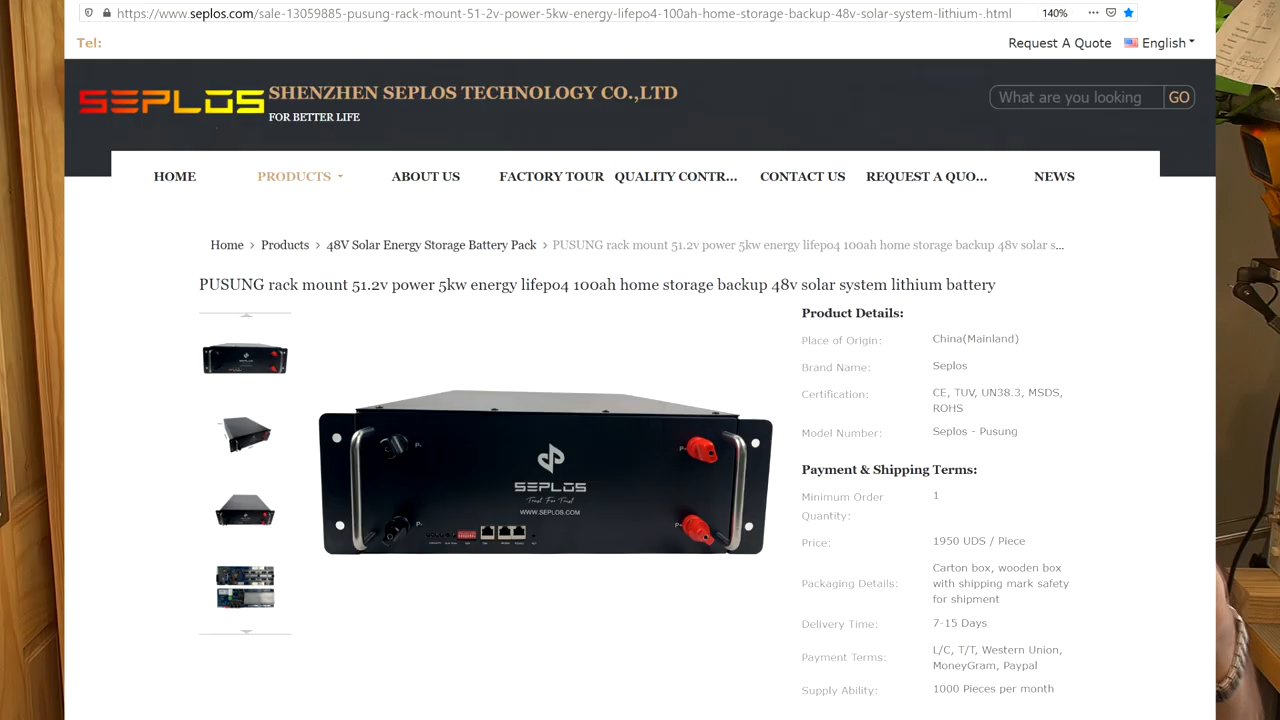 https://www.seplos.com/sale-13059885-pusung-rack-mount-51-2v-power-5kw-energy-lifepo4-100ah-home-storage-backup-48v-solar-system-lithium-.html
140%
Tel:
Request A Quote
English
SEPLOS
SHENZHEN SEPLOS TECHNOLOGY CO.,LTD
FOR BETTER LIFE
What are you looking
GO
HOME
PRODUCTS
ABOUT US
FACTORY TOUR
QUALITY CONTR...
CONTACT US
REQUEST A QUO...
NEWS
Home > Products > 48V Solar Energy Storage Battery Pack > PUSUNG rack mount 51.2v power 5kw energy lifepo4 100ah home storage backup 48v solar s...
PUSUNG rack mount 51.2v power 5kw energy lifepo4 100ah home storage backup 48v solar system lithium battery
P-
P-
SEPLOS
Trust For Trust
WWW.SEPLOS.COM
Product Details:
Place of Origin: China(Mainland)
Brand Name: Seplos
Certification: CE, TUV, UN38.3, MSDS,
ROHS
Model Number: Seplos - Pusung
Payment & Shipping Terms:
Minimum Order 1
Quantity:
Price: 1950 UDS / Piece
Packaging Details: Carton box, wooden box
with shipping mark safety
for shipment
Delivery Time: 7-15 Days
Payment Terms: L/C, T/T, Western Union,
MoneyGram, Paypal
Supply Ability: 1000 Pieces per month